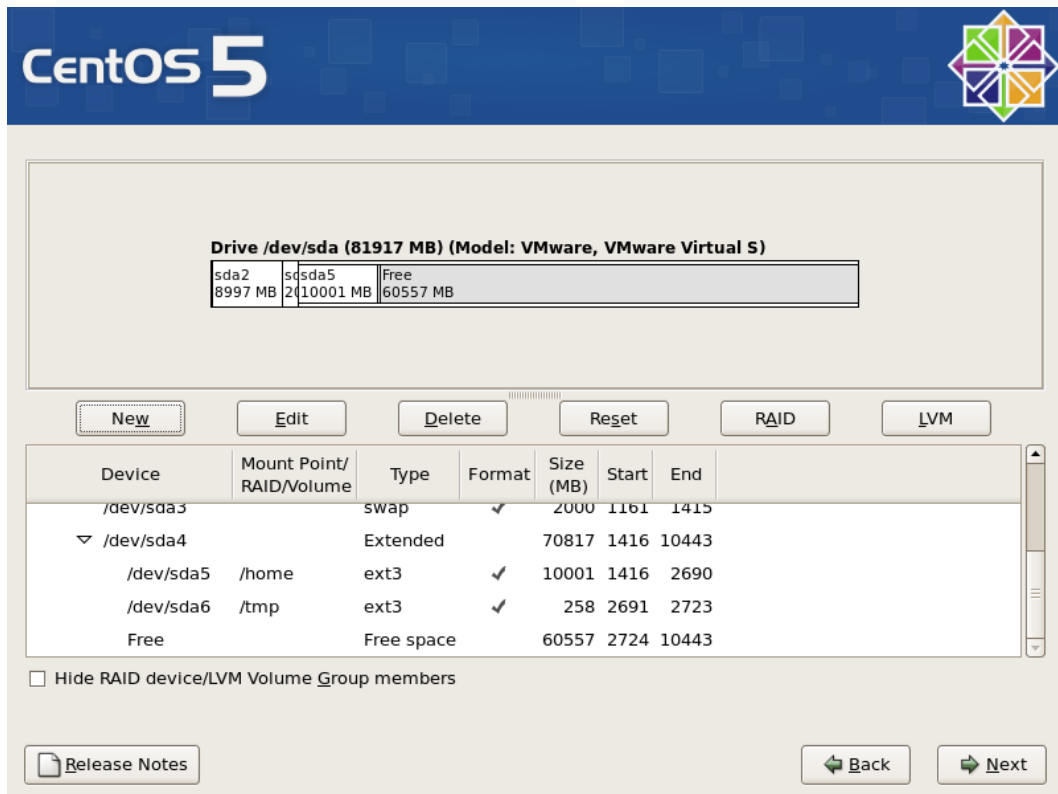 CentOS 5
Drive /dev/sda (81917 MB) (Model: VMware, VMware Virtual S)
sda2 sda5 Free
8997 MB 10001 MB 60557 MB
New Edit Delete Reset RAID LVM
Device Mount Point/ RAID/Volume Type Format Size (MB) Start End
/dev/sda3 swap 2000 1161 1415
/dev/sda4 Extended 70817 1416 10443
/dev/sda5 /home ext3 10001 1416 2690
/dev/sda6 /tmp ext3 258 2691 2723
Free Free space 60557 2724 10443
Hide RAID device/LVM Volume Group members
Release Notes Back Next